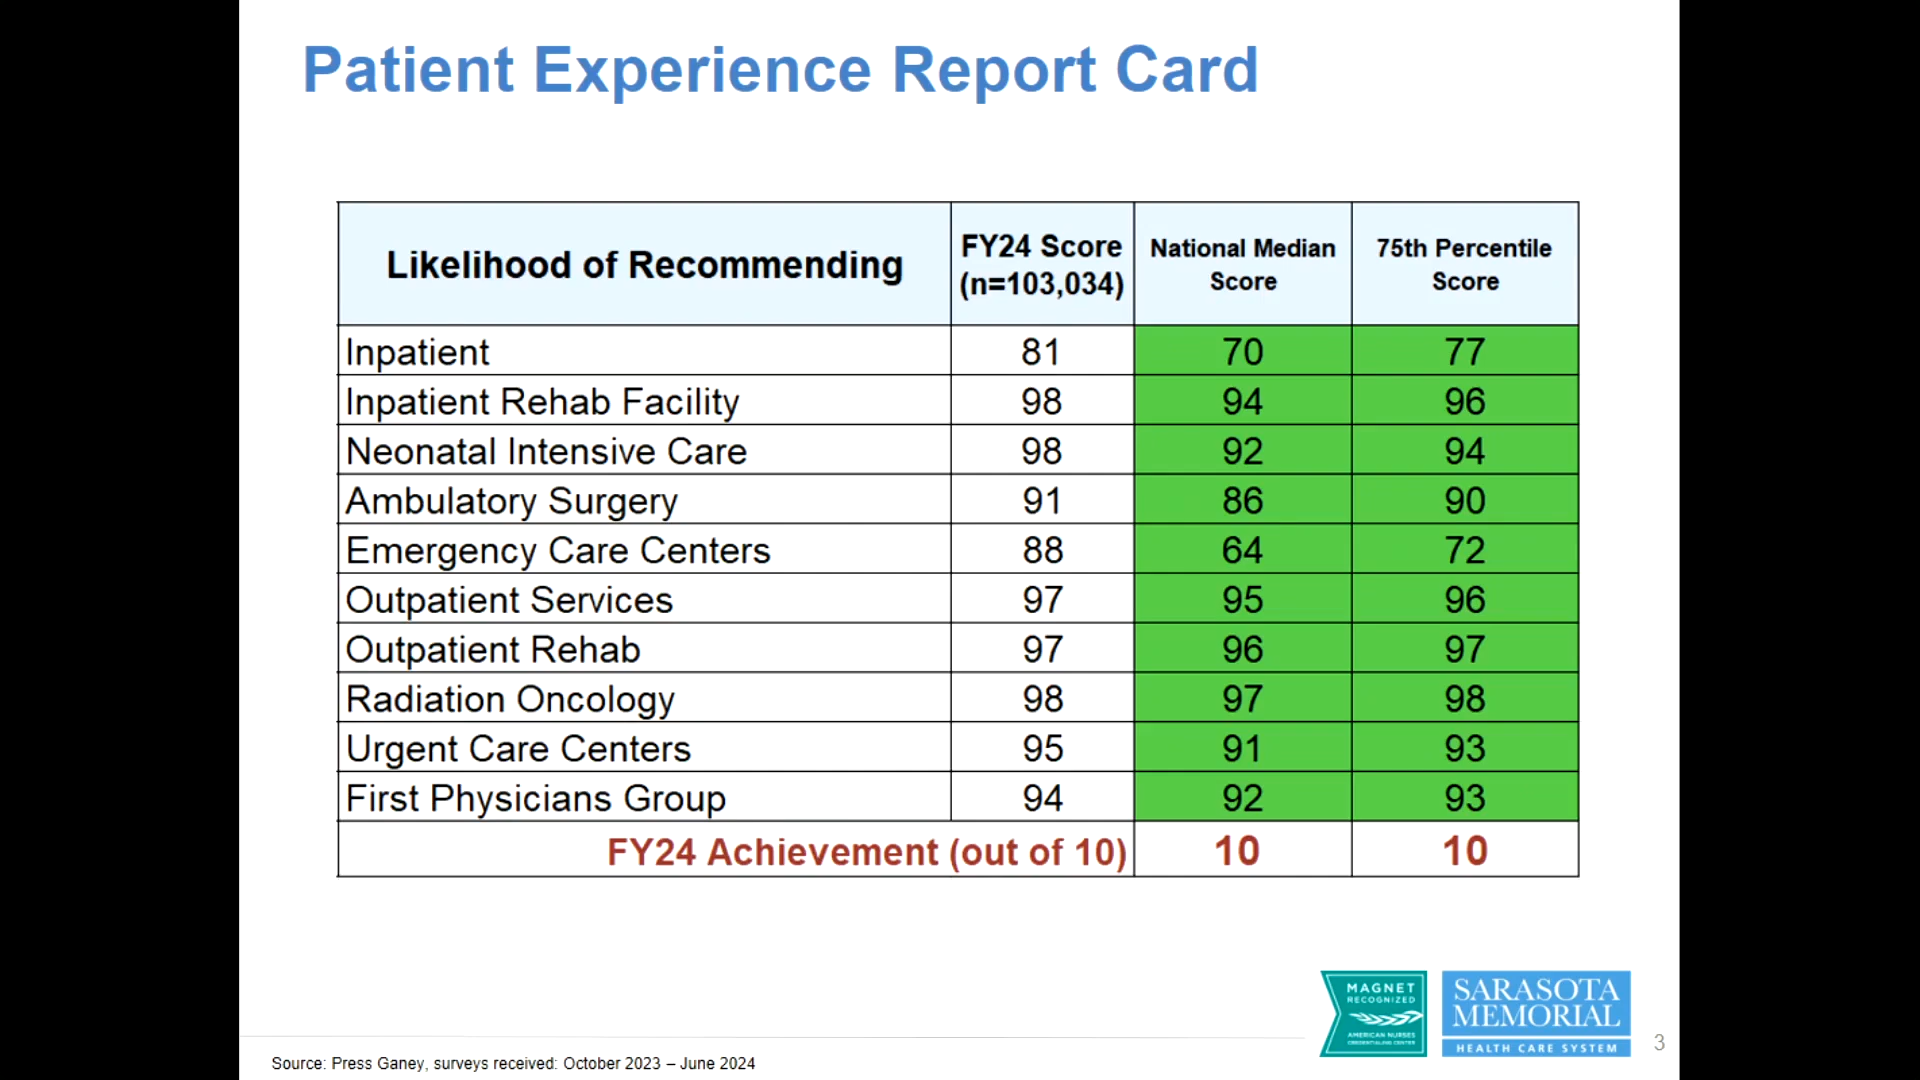 Patient Experience Report Card
Likelihood of Recommending
FY24 Score
(n=103,034)
National Median
Score
75th Percentile
Score
Inpatient 81 70 77
Inpatient Rehab Facility 98 94 96
Neonatal Intensive Care 98 92 94
Ambulatory Surgery 91 86 90
Emergency Care Centers 88 64 72
Outpatient Services 97 95 96
Outpatient Rehab 97 96 97
Radiation Oncology 98 97 98
Urgent Care Centers 95 91 93
First Physicians Group 94 92 93
FY24 Achievement (out of 10) 10 10
MAGNET
RECOGNIZED
AMERICAN NURSES
CREDENTIALING CENTER
SARASOTA
MEMORIAL
HEALTH CARE SYSTEM
3
Source: Press Ganey, surveys received: October 2023 – June 2024